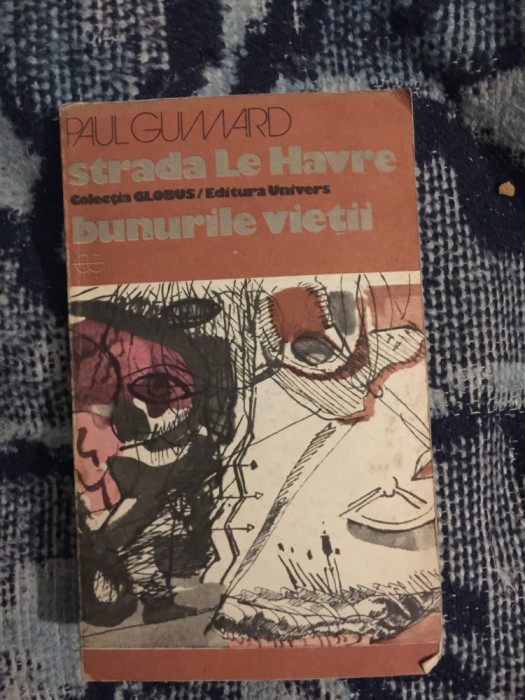 PAUL GUIMARD
strada Le Havre
Colecția GLOBUS/Editura Univers
bunurile vieții